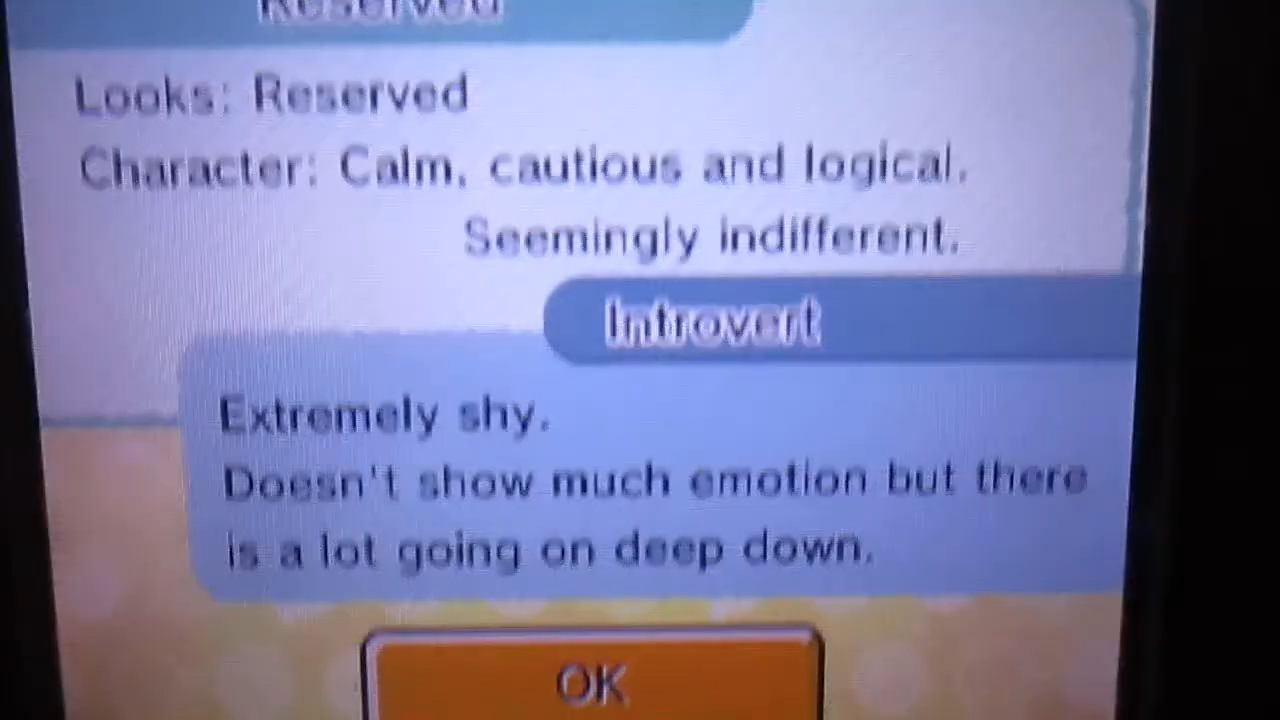 Reserved
Looks: Reserved
Character: Calm, cautious and logical.
Seemingly indifferent.
Introvert
Extremely shy.
Doesn't show much emotion but there
is a lot going on deep down.
OK